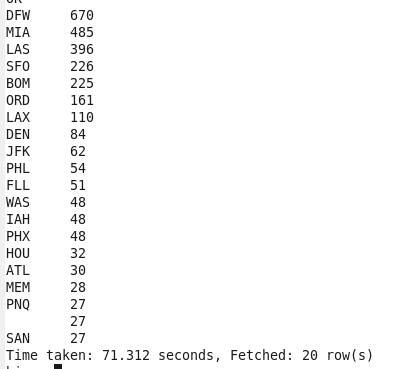 DFW 670
MIA 485
LAS 396
SFO 226
BOM 225
ORD 161
LAX 110
DEN 84
JFK 62
PHL 54
FLL 51
WAS 48
IAH 48
PHX 48
HOU 32
ATL 30
MEM 28
PNQ 27
27
SAN 27
Time taken: 71.312 seconds, Fetched: 20 row(s)